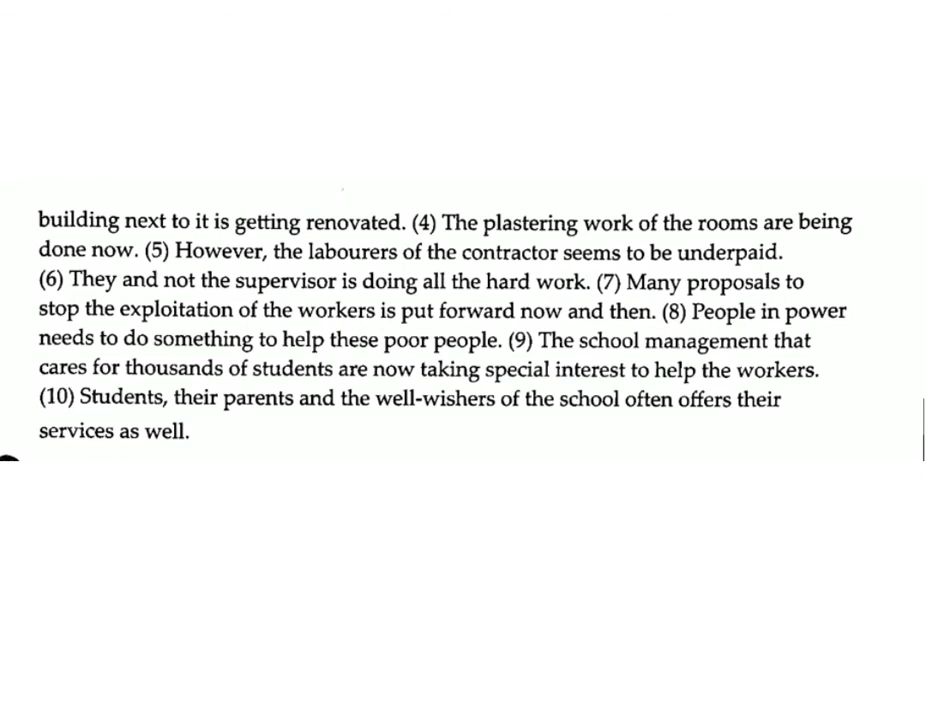 building next to it is getting renovated. (4) The plastering work of the rooms are being
done now. (5) However, the labourers of the contractor seems to be underpaid.
(6) They and not the supervisor is doing all the hard work. (7) Many proposals to
stop the exploitation of the workers is put forward now and then. (8) People in power
needs to do something to help these poor people. (9) The school management that
cares for thousands of students are now taking special interest to help the workers.
(10) Students, their parents and the well-wishers of the school often offers their
services as well.